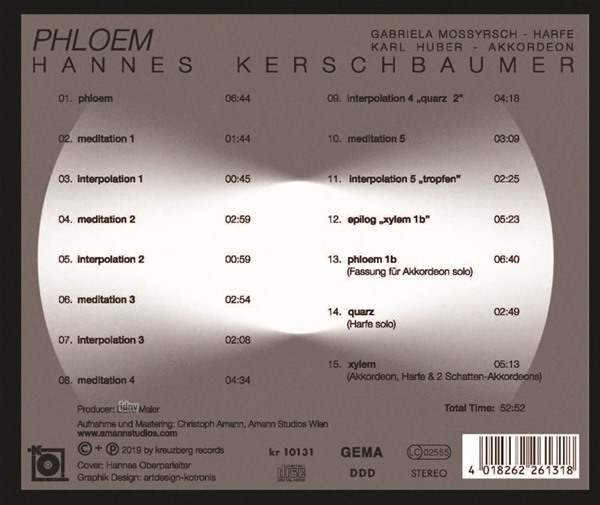 PHLOEM
GABRIELA MOSSYRSCH - HARFE
KARL HUBER - AKKORDEON
HANNES KERSCHBAUMER
01. phloem 06:44
02. meditation 1 01:44
03. interpolation 1 00:45
04. meditation 2 02:59
05. interpolation 2 00:59
06. meditation 3 02:54
07. interpolation 3 02:08
08. meditation 4 04:34
09. interpolation 4 „quarz 2” 04:18
10. meditation 5 03:09
11. interpolation 5 „tropfen” 02:25
12. epilog „xylem 1b” 05:23
13. phloem 1b 06:40
(Fassung für Akkordeon solo)
14. quarz 02:49
(Harfe solo)
15. xylem 05:13
(Akkordeon, Harfe & 2 Schatten-Akkordeons)
Producer: Maier
Total Time: 52:52
Aufnahme und Mastering: Christoph Amann, Amann Studios Wien
www.amannstudios.com
© + ℗ 2019 by kreuzberg records
Cover: Hannes Oberparleiter
Graphik Design: artdesign-kotronis
K
kr 10131
GEMA
LC 02555
COMPACT
disc
DIGITAL AUDIO
DDD
STEREO
4 018262 261318